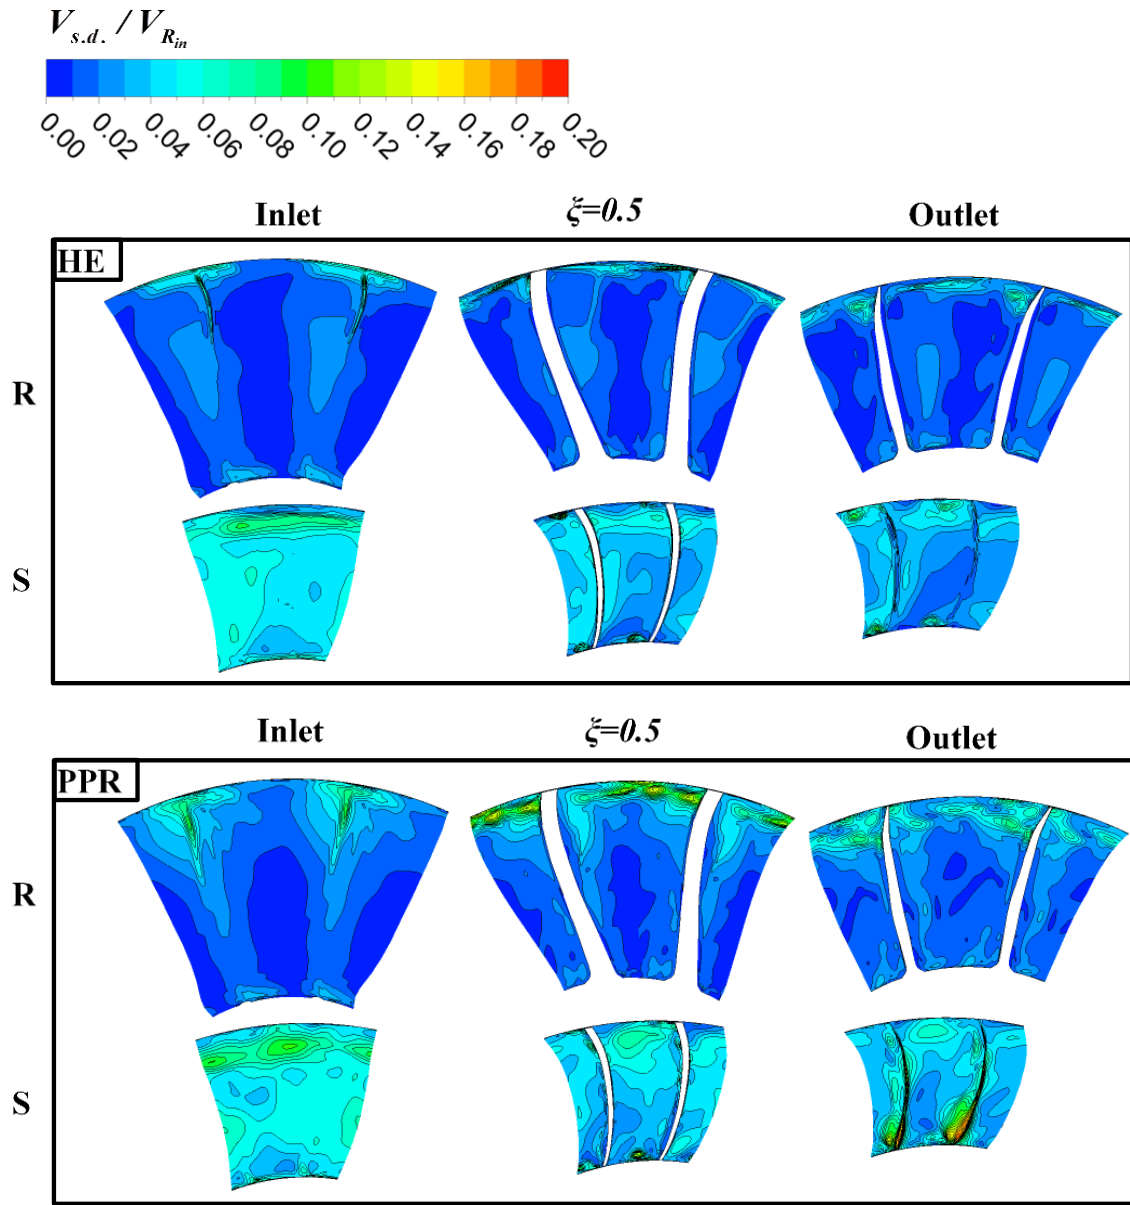 V s.d. / V R in
0.00 0.02 0.04 0.06 0.08 0.10 0.12 0.14 0.16 0.18 0.20
Inlet ξ=0.5 Outlet
HE
R
S
Inlet ξ=0.5 Outlet
PPR
R
S